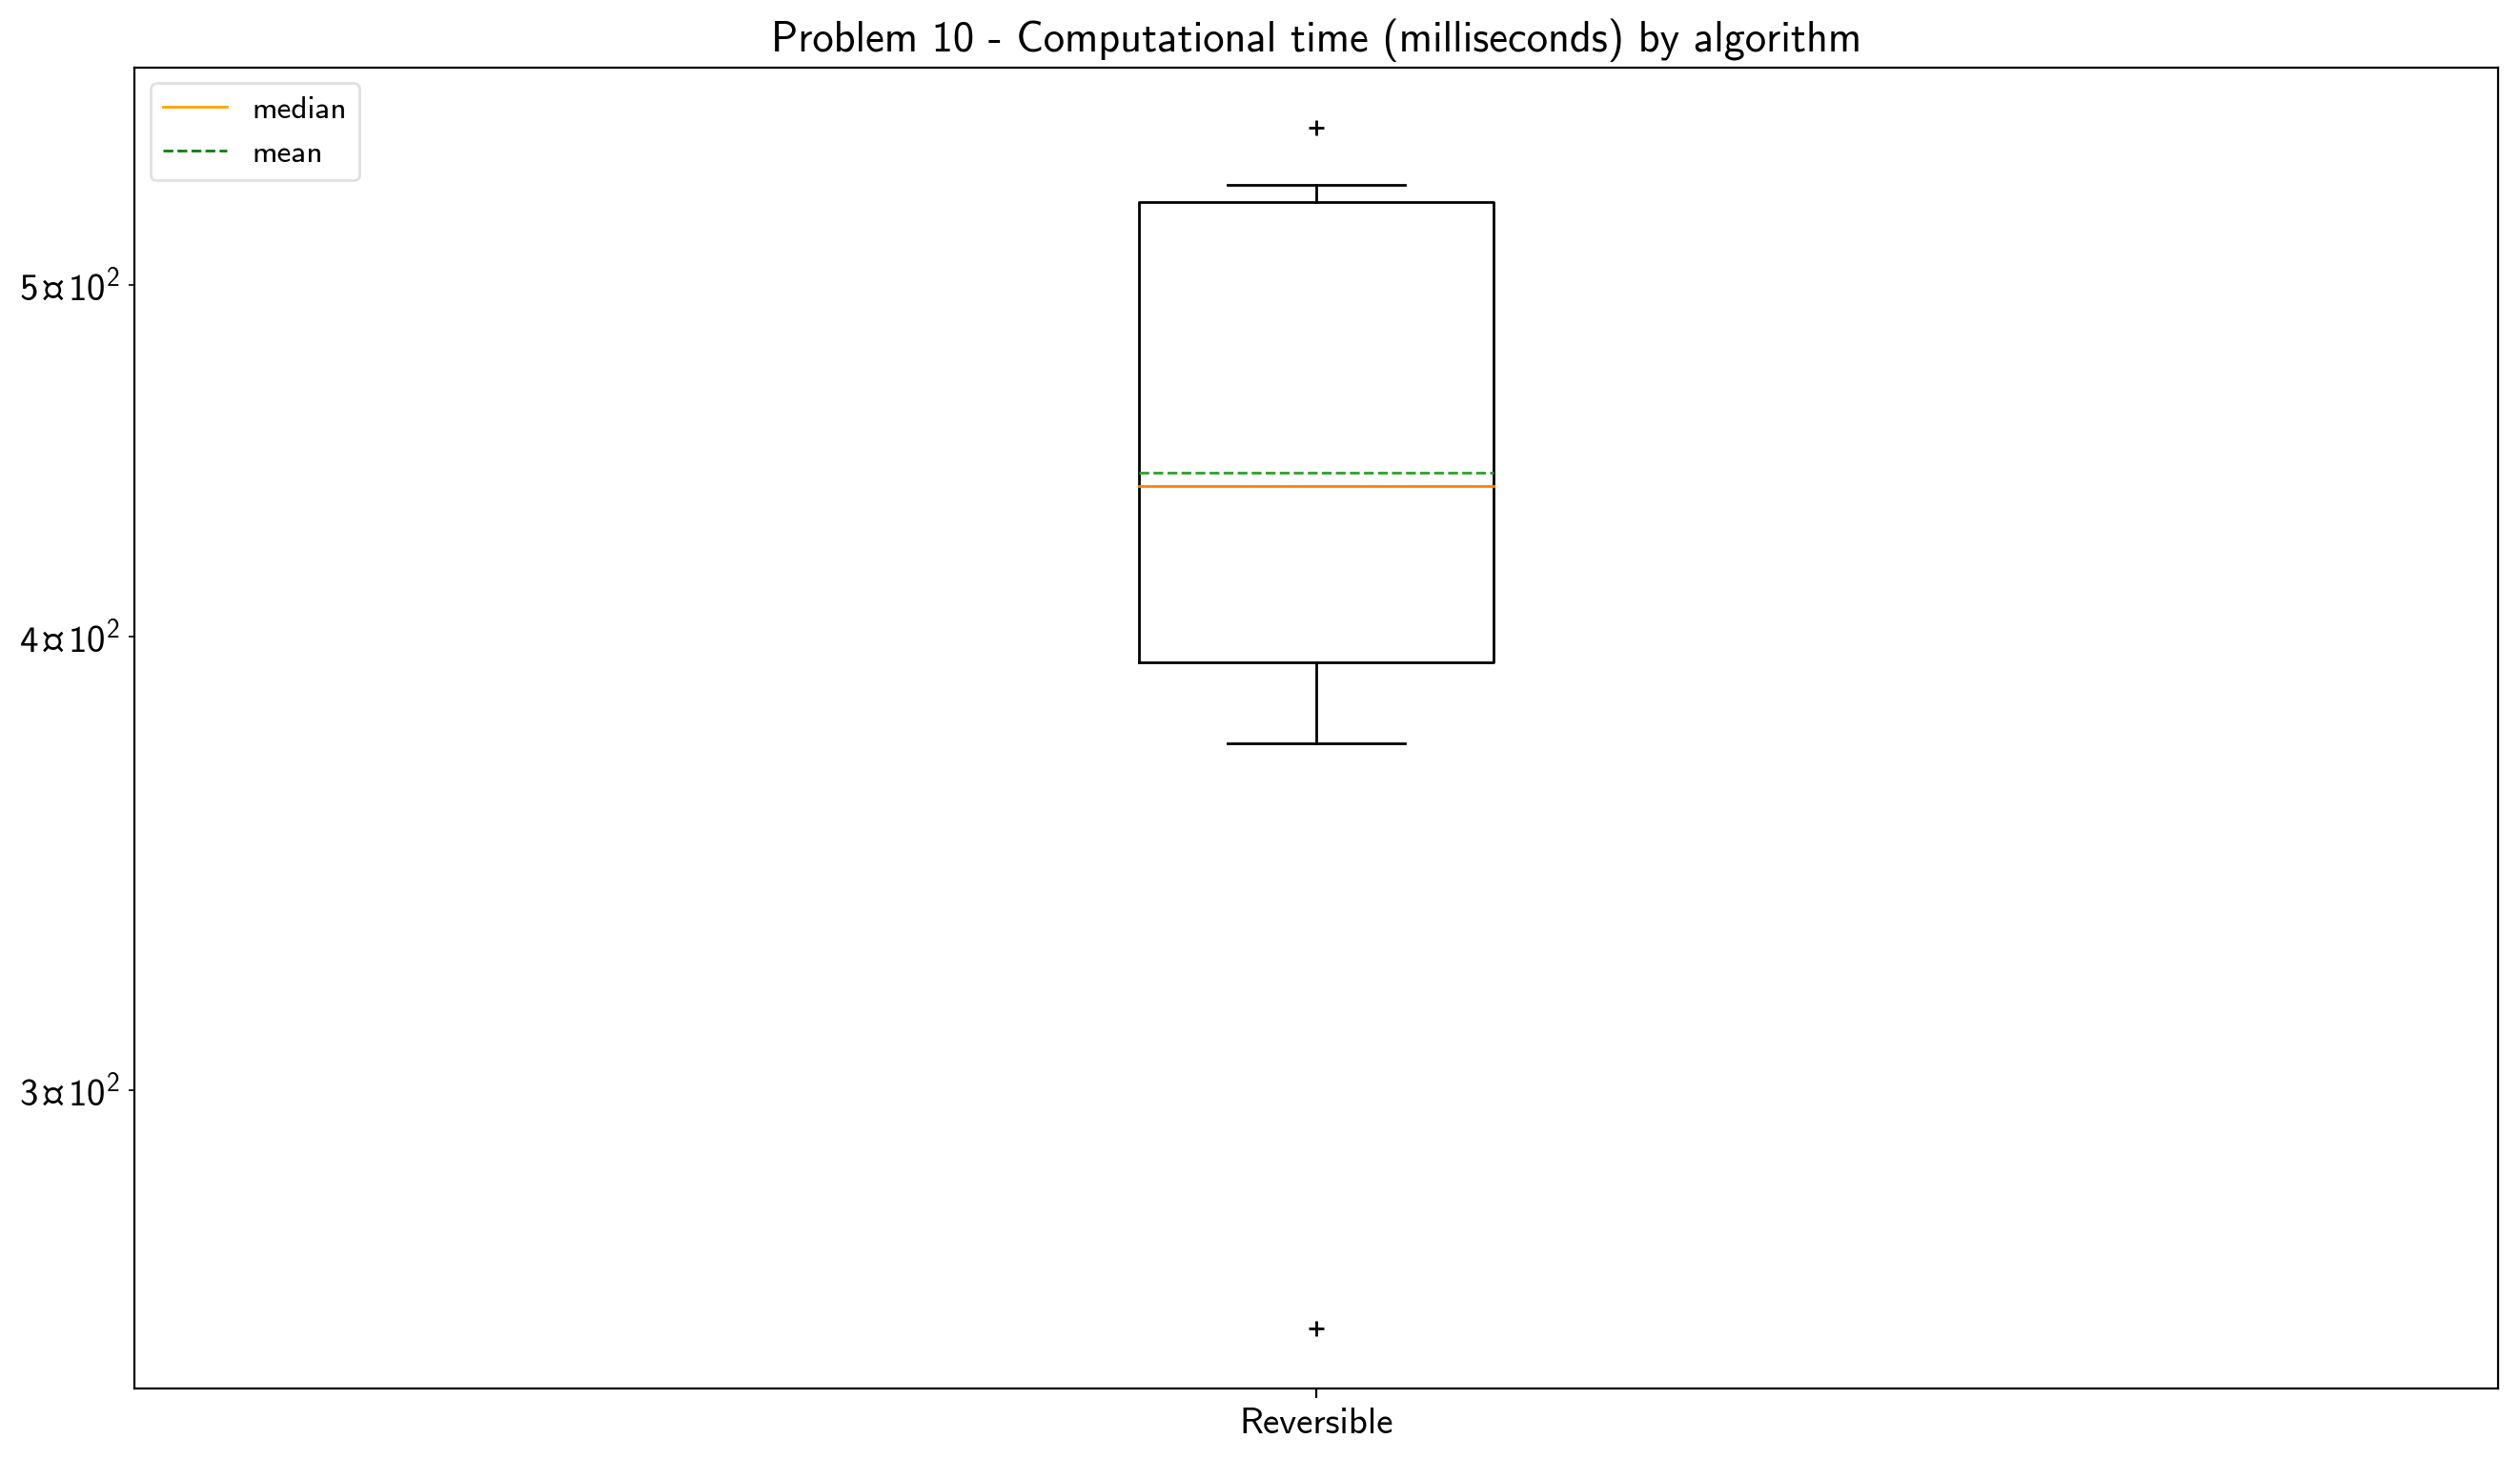 Problem 10 - Computational time (milliseconds) by algorithm
median
mean
5¤10²
4¤10²
3¤10²
Reversible